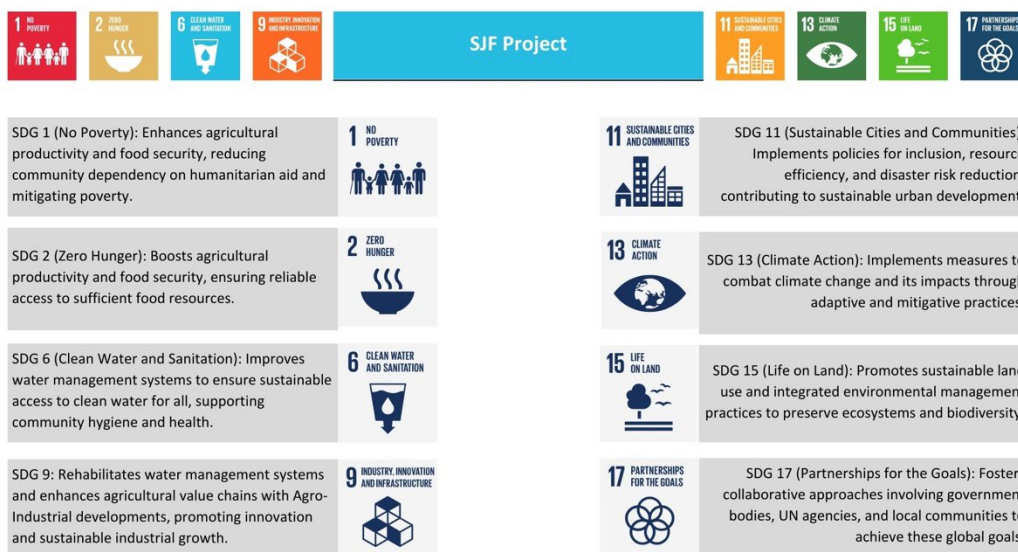 1 NO POVERTY
2 ZERO HUNGER
6 CLEAN WATER AND SANITATION
9 INDUSTRY, INNOVATION AND INFRASTRUCTURE
SJF Project
11 SUSTAINABLE CITIES AND COMMUNITIES
13 CLIMATE ACTION
15 LIFE ON LAND
17 PARTNERSHIPS FOR THE GOALS
SDG 1 (No Poverty): Enhances agricultural
productivity and food security, reducing
community dependency on humanitarian aid and
mitigating poverty.
1 NO
POVERTY
SDG 2 (Zero Hunger): Boosts agricultural
productivity and food security, ensuring reliable
access to sufficient food resources.
2 ZERO
HUNGER
SDG 6 (Clean Water and Sanitation): Improves
water management systems to ensure sustainable
access to clean water for all, supporting
community hygiene and health.
6 CLEAN WATER
AND SANITATION
SDG 9: Rehabilitates water management systems
and enhances agricultural value chains with Agro-
Industrial developments, promoting innovation
and sustainable industrial growth.
9 INDUSTRY, INNOVATION
AND INFRASTRUCTURE
11 SUSTAINABLE CITIES
AND COMMUNITIES
SDG 11 (Sustainable Cities and Communities)
Implements policies for inclusion, resourc
efficiency, and disaster risk reduction
contributing to sustainable urban development
13 CLIMATE
ACTION
SDG 13 (Climate Action): Implements measures t
combat climate change and its impacts through
adaptive and mitigative practices
15 LIFE
ON LAND
SDG 15 (Life on Land): Promotes sustainable land
use and integrated environmental managemen
practices to preserve ecosystems and biodiversity
17 PARTNERSHIPS
FOR THE GOALS
SDG 17 (Partnerships for the Goals): Foster
collaborative approaches involving governmen
bodies, UN agencies, and local communities t
achieve these global goals